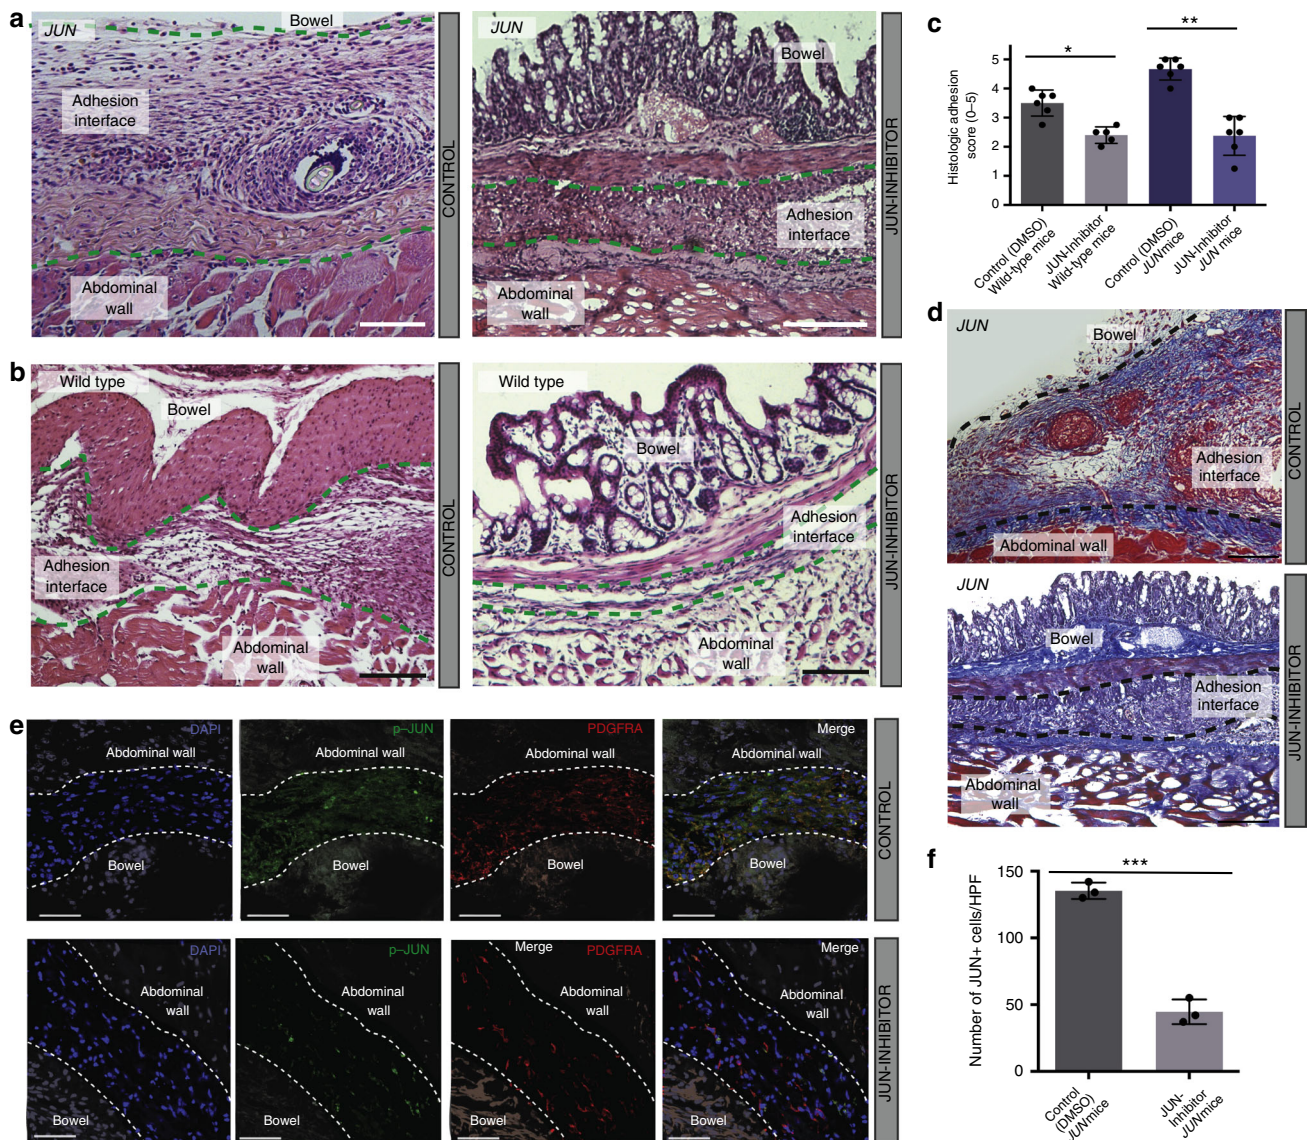 a
JUN
Bowel
Adhesion
interface
Abdominal
wall
CONTROL
JUN
Bowel
Adhesion
interface
Abdominal
wall
JUN-INHIBITOR
b
Wild type
Bowel
Adhesion
interface
Abdominal
wall
CONTROL
Wild type
Bowel
Adhesion
interface
Abdominal
wall
JUN-INHIBITOR
c
*
**
Histologic adhesion
score (0–5)
5
4
3
2
1
0
Control (DMSO)
Wild-type mice
JUN-Inhibitor
Wild-type mice
Control (DMSO)
JUN mice
JUN-Inhibitor
JUN mice
d
JUN
Bowel
Adhesion
interface
Abdominal wall
CONTROL
JUN
Bowel
Adhesion
interface
Abdominal
wall
JUN-INHIBITOR
e
DAPI
Abdominal wall
Bowel
p–JUN
Abdominal wall
Bowel
PDGFRA
Abdominal wall
Bowel
Merge
Abdominal wall
Bowel
CONTROL
DAPI
Abdominal
wall
Bowel
p–JUN
Abdominal
wall
Bowel
Merge
PDGFRA
Abdominal
wall
Bowel
Merge
Abdominal
wall
Bowel
JUN-INHIBITOR
f
***
Number of JUN+ cells/HPF
150
100
50
0
Control
(DMSO)
JUN mice
JUN-
Inhibitor
JUN mice